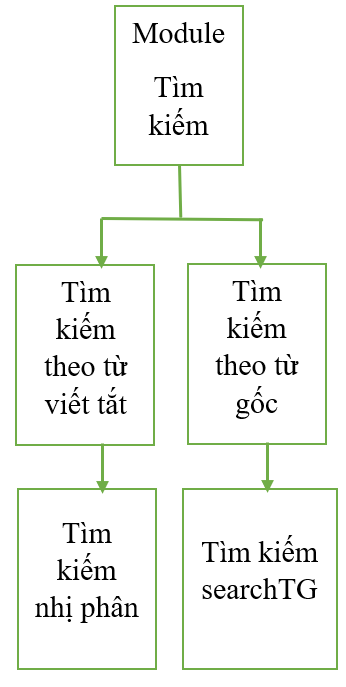 Module
Tìm
kiếm
Tìm
kiếm
theo từ
viết tắt
Tìm
kiếm
theo từ
gốc
Tìm
kiếm
nhị phân
Tìm kiếm
searchTG